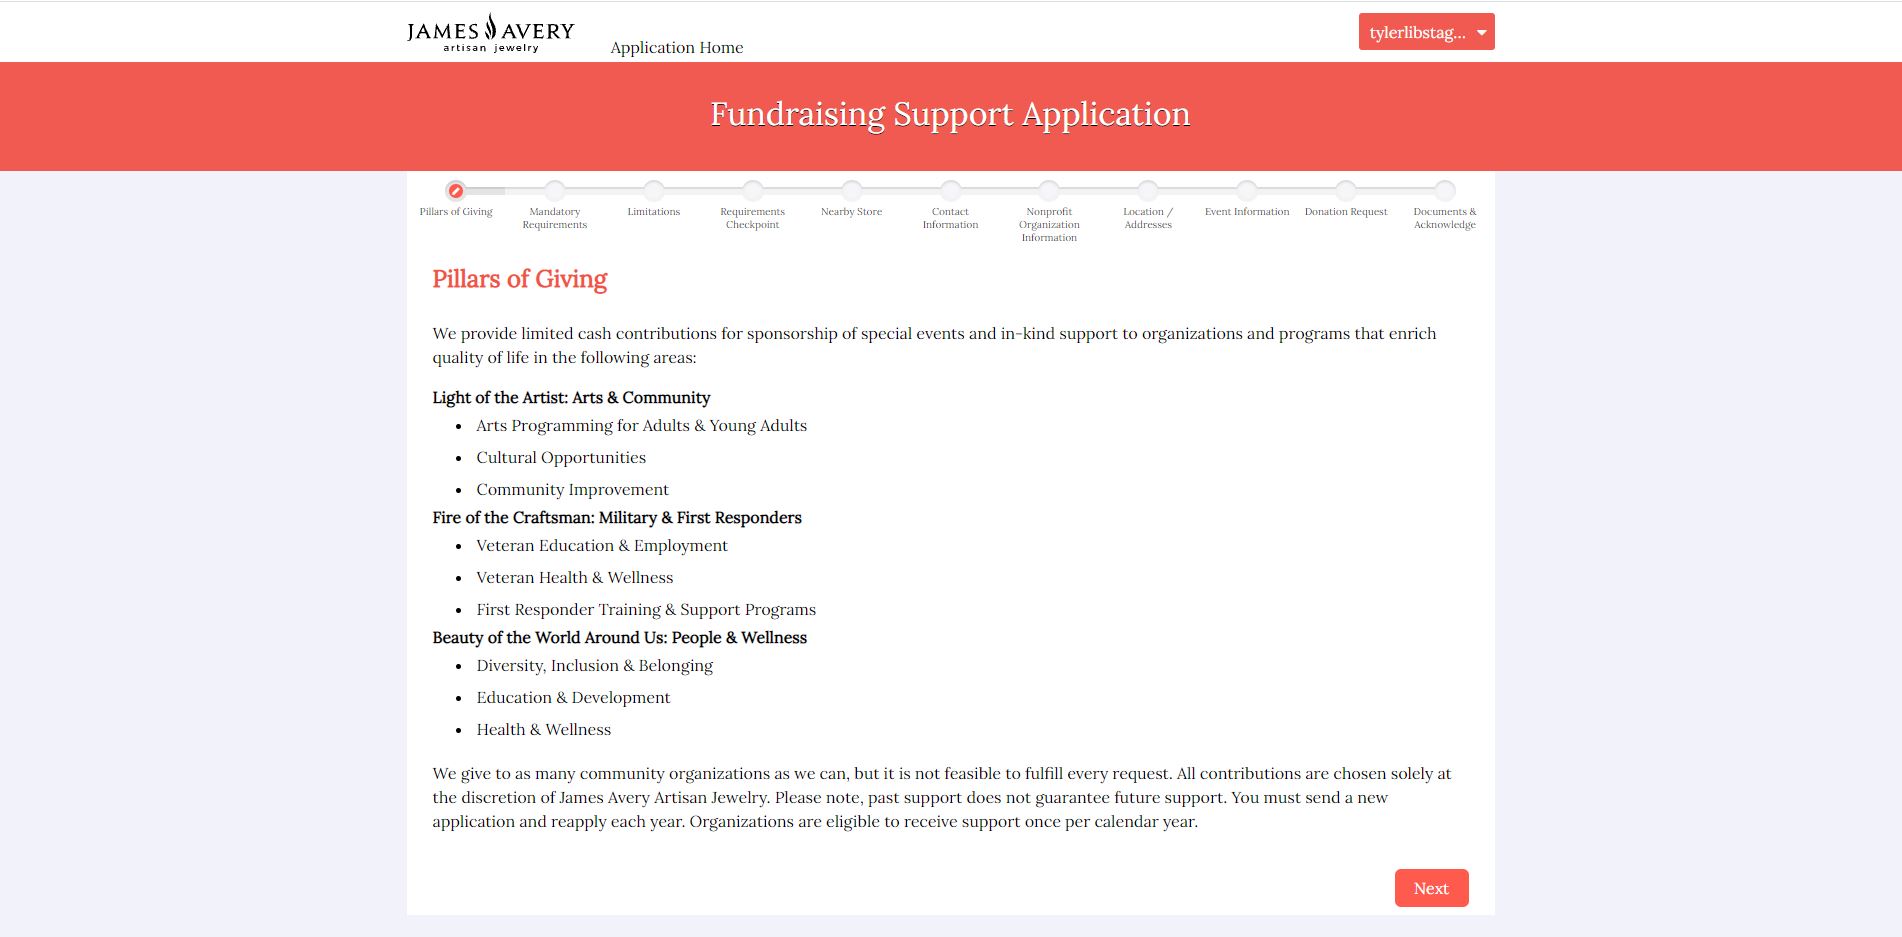 JAMES AVERY
artisan jewelry
Application Home
tylerlibstag...
Fundraising Support Application
Pillars of Giving
Mandatory
Requirements
Limitations
Requirements
Checkpoint
Nearby Store
Contact
Information
Nonprofit
Organization
Information
Location /
Addresses
Event Information
Donation Request
Documents &
Acknowledge
Pillars of Giving
We provide limited cash contributions for sponsorship of special events and in-kind support to organizations and programs that enrich
quality of life in the following areas:
Light of the Artist: Arts & Community
• Arts Programming for Adults & Young Adults
• Cultural Opportunities
• Community Improvement
Fire of the Craftsman: Military & First Responders
• Veteran Education & Employment
• Veteran Health & Wellness
• First Responder Training & Support Programs
Beauty of the World Around Us: People & Wellness
• Diversity, Inclusion & Belonging
• Education & Development
• Health & Wellness
We give to as many community organizations as we can, but it is not feasible to fulfill every request. All contributions are chosen solely at
the discretion of James Avery Artisan Jewelry. Please note, past support does not guarantee future support. You must send a new
application and reapply each year. Organizations are eligible to receive support once per calendar year.
Next